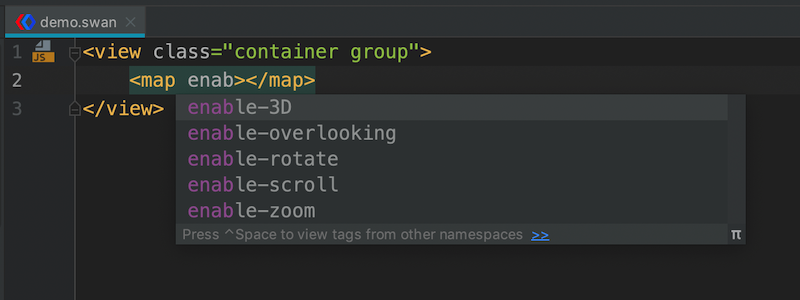 demo.swan
1 JS <view class="container group">
2 <map enab></map>
3 </view>
enable-3D
enable-overlooking
enable-rotate
enable-scroll
enable-zoom
Press ^Space to view tags from other namespaces >> π